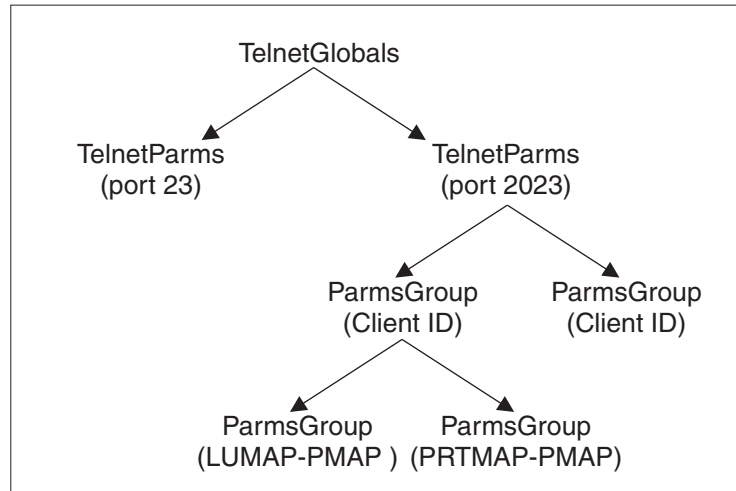 TelnetGlobals
TelnetParms
(port 23)
TelnetParms
(port 2023)
ParmsGroup
(Client ID)
ParmsGroup
(Client ID)
ParmsGroup
(LUMAP-PMAP )
ParmsGroup
(PRTMAP-PMAP)